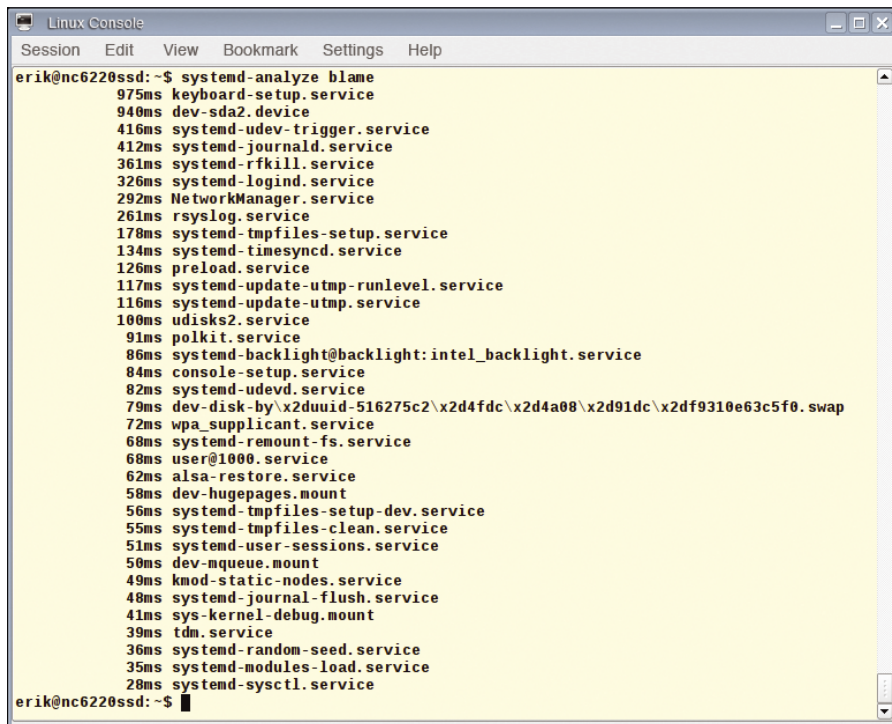 Linux Console
Session Edit View Bookmark Settings Help
erik@nc6220ssd:~$ systemd-analyze blame
975ms keyboard-setup.service
940ms dev-sda2.device
416ms systemd-udev-trigger.service
412ms systemd-journald.service
361ms systemd-rfkill.service
326ms systemd-logind.service
292ms NetworkManager.service
261ms rsyslog.service
178ms systemd-tmpfiles-setup.service
134ms systemd-timesyncd.service
126ms preload.service
117ms systemd-update-utmp-runlevel.service
116ms systemd-update-utmp.service
100ms udisks2.service
91ms polkit.service
86ms systemd-backlight@backlight:intel_backlight.service
84ms console-setup.service
82ms systemd-udevd.service
79ms dev-disk-by\x2duuid-516275c2\x2d4fdc\x2d4a08\x2d91dc\x2df9310e63c5f0.swap
72ms wpa_supplicant.service
68ms systemd-remount-fs.service
68ms user@1000.service
62ms alsa-restore.service
58ms dev-hugepages.mount
56ms systemd-tmpfiles-setup-dev.service
55ms systemd-tmpfiles-clean.service
51ms systemd-user-sessions.service
50ms dev-mqueue.mount
49ms kmod-static-nodes.service
48ms systemd-journal-flush.service
41ms sys-kernel-debug.mount
39ms tdm.service
36ms systemd-random-seed.service
35ms systemd-modules-load.service
28ms systemd-sysctl.service
erik@nc6220ssd:~$